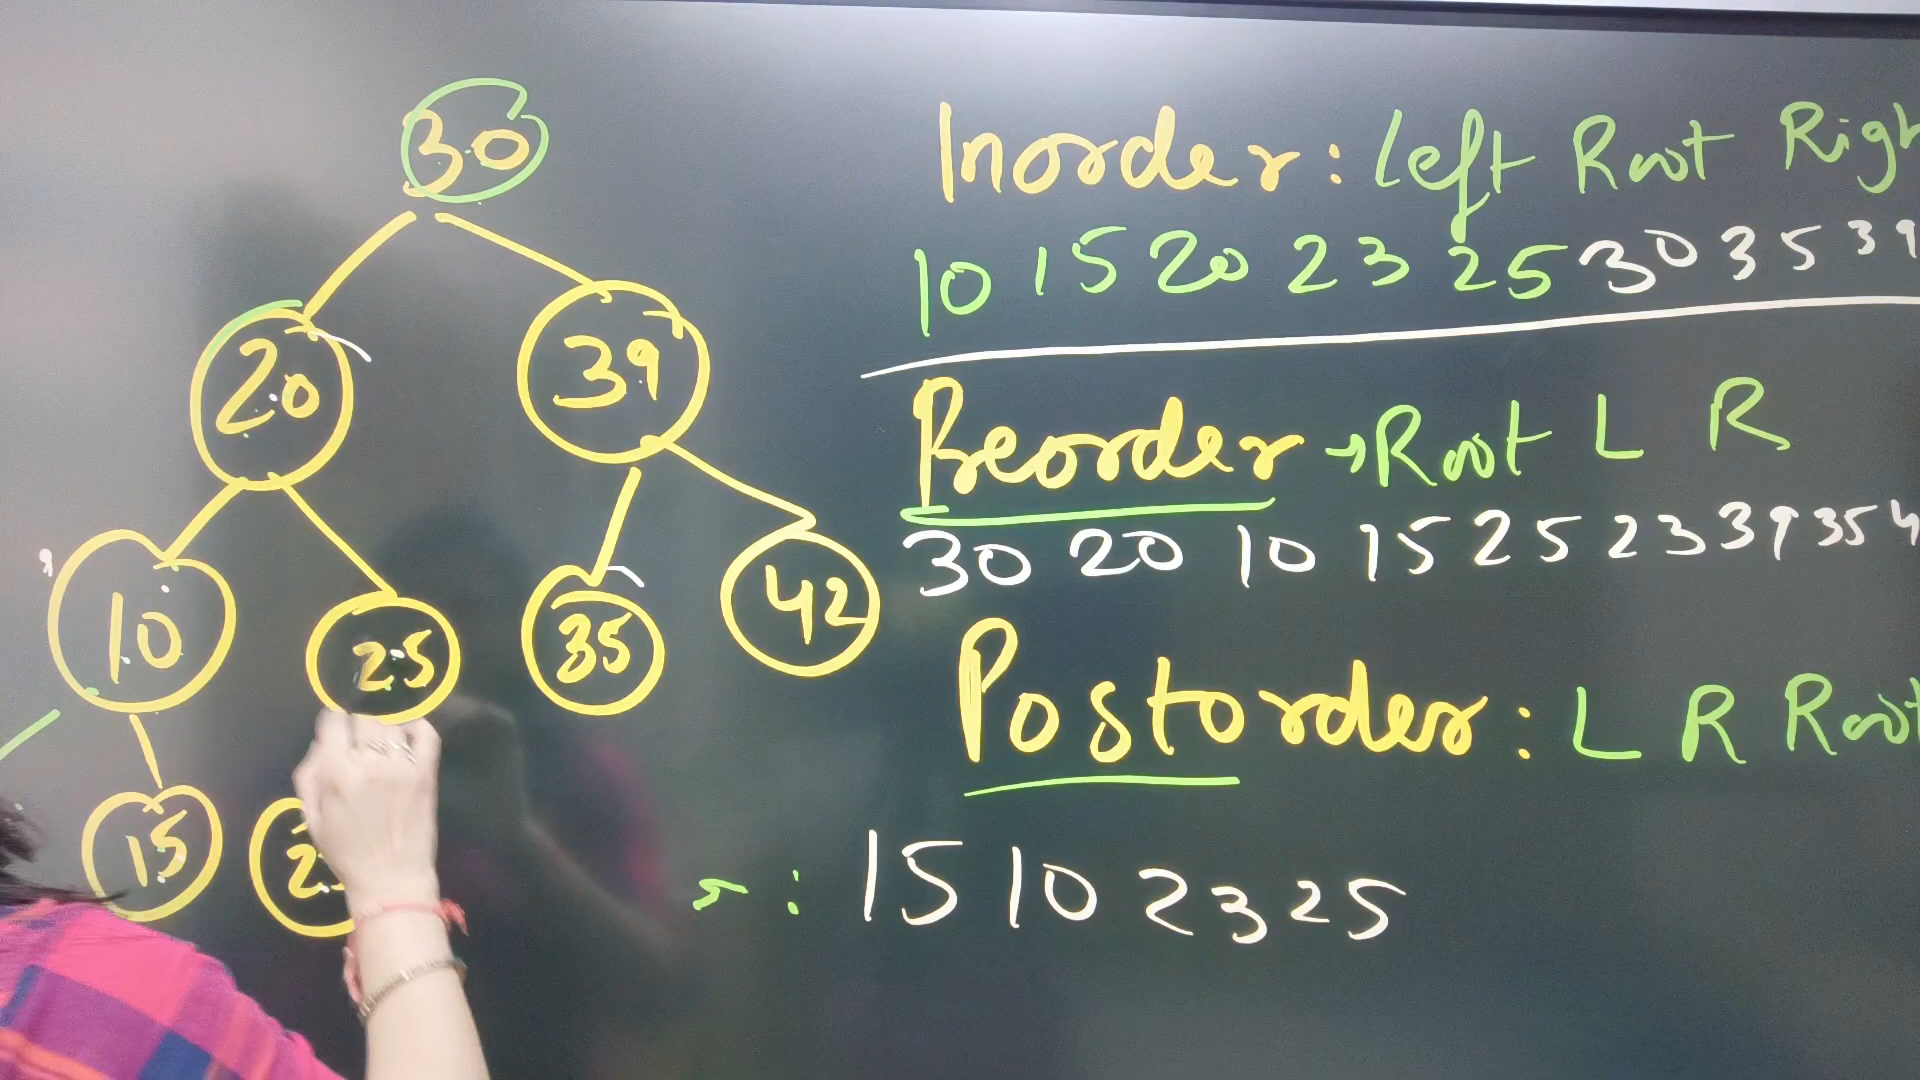 30
20 39
10 25 35 42
15
Inorder: Left Root Righ
10 15 20 23 25 30 35 39
Preorder → Root L R
30 20 10 15 25 23 39 35 4
Postorder: L R Root
: 15 10 23 25